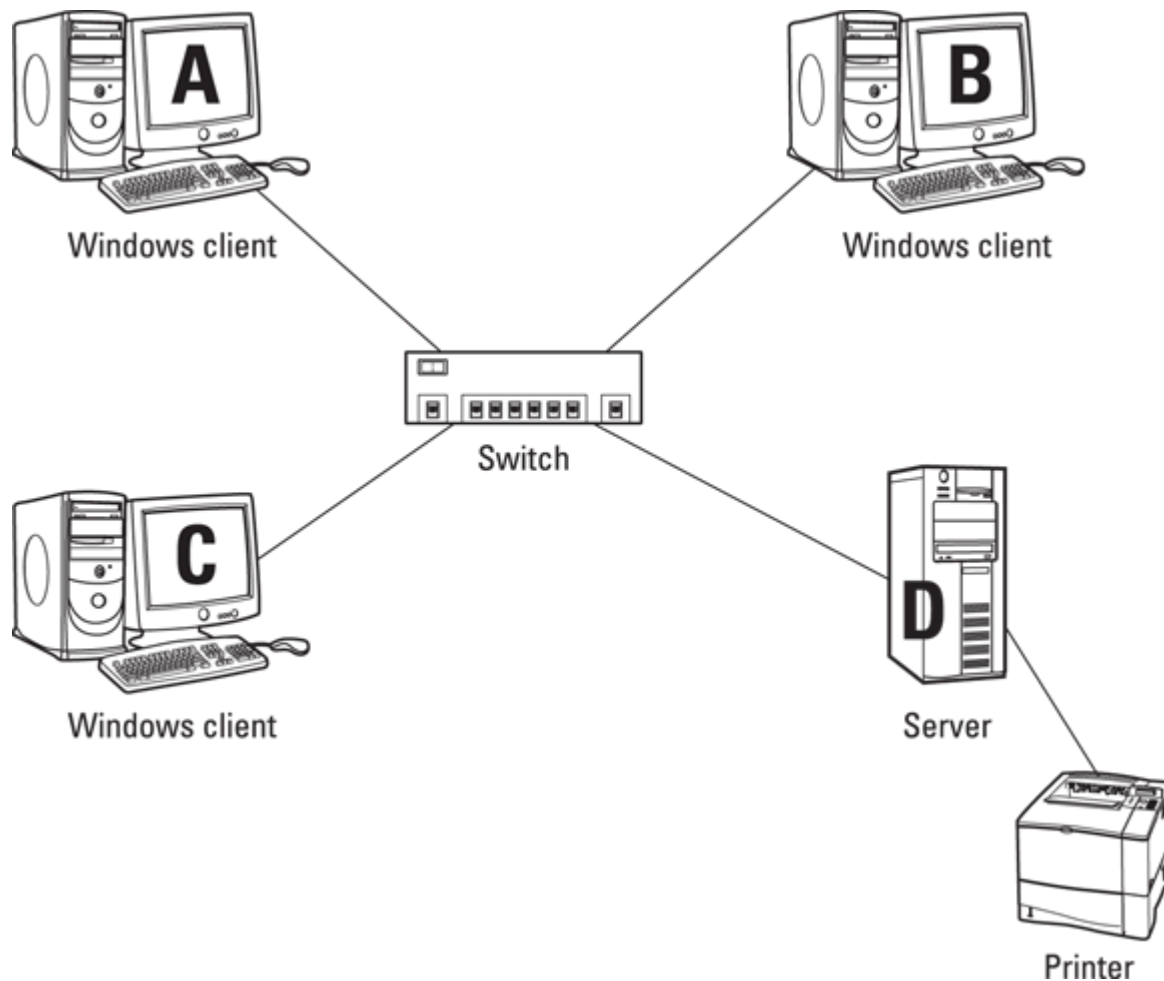 A
B
Windows client
Windows client
Switch
C
D
Windows client
Server
Printer